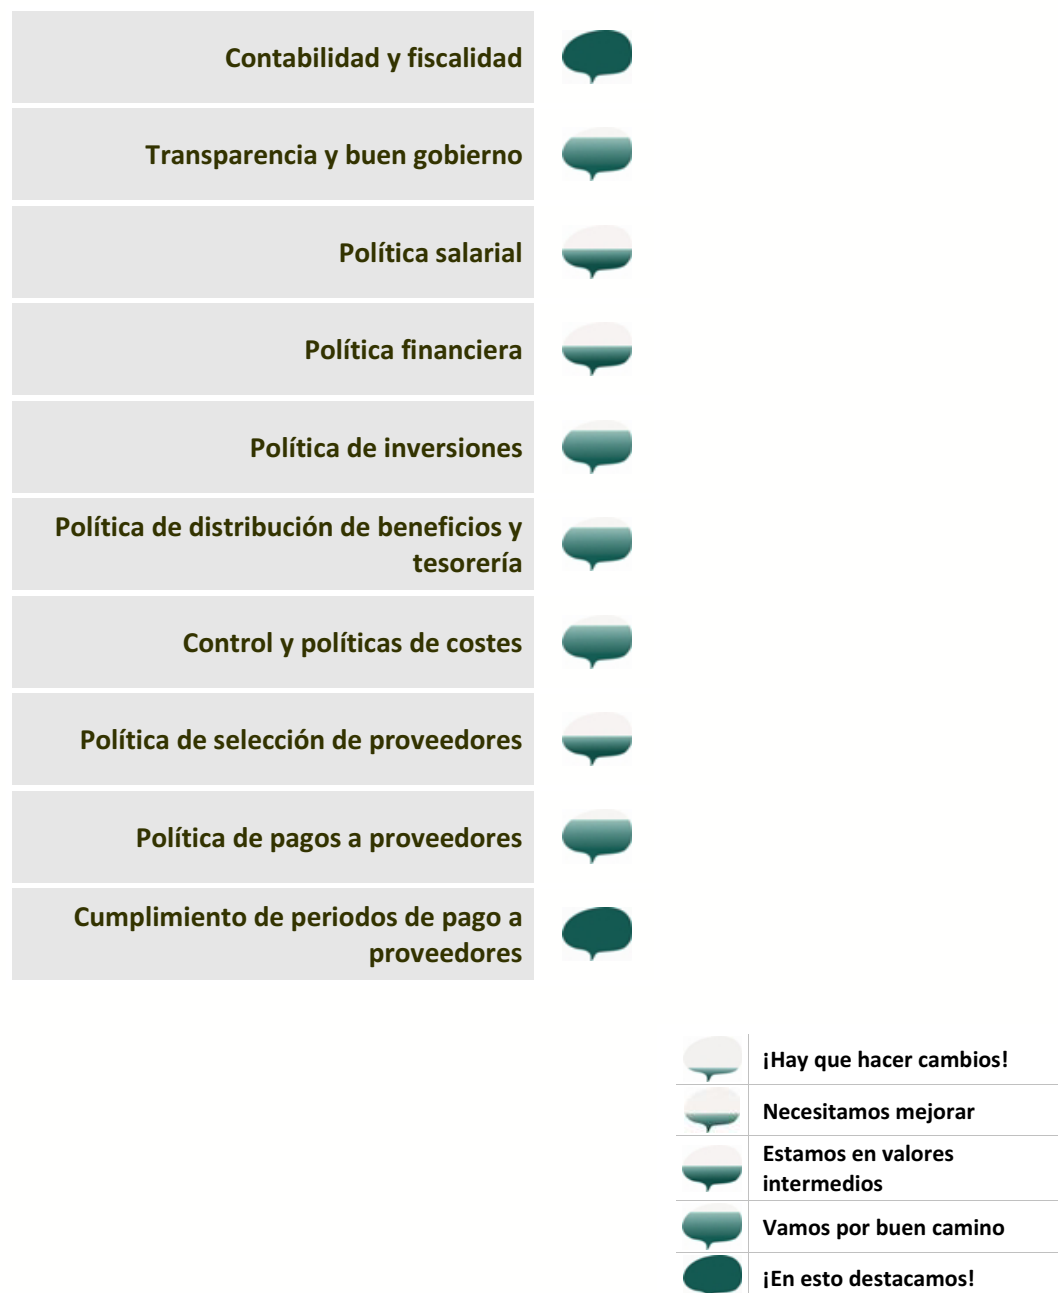 Contabilidad y fiscalidad
Transparencia y buen gobierno
Política salarial
Política financiera
Política de inversiones
Política de distribución de beneficios y
tesorería
Control y políticas de costes
Política de selección de proveedores
Política de pagos a proveedores
Cumplimiento de periodos de pago a
proveedores
¡Hay que hacer cambios!
Necesitamos mejorar
Estamos en valores
intermedios
Vamos por buen camino
¡En esto destacamos!